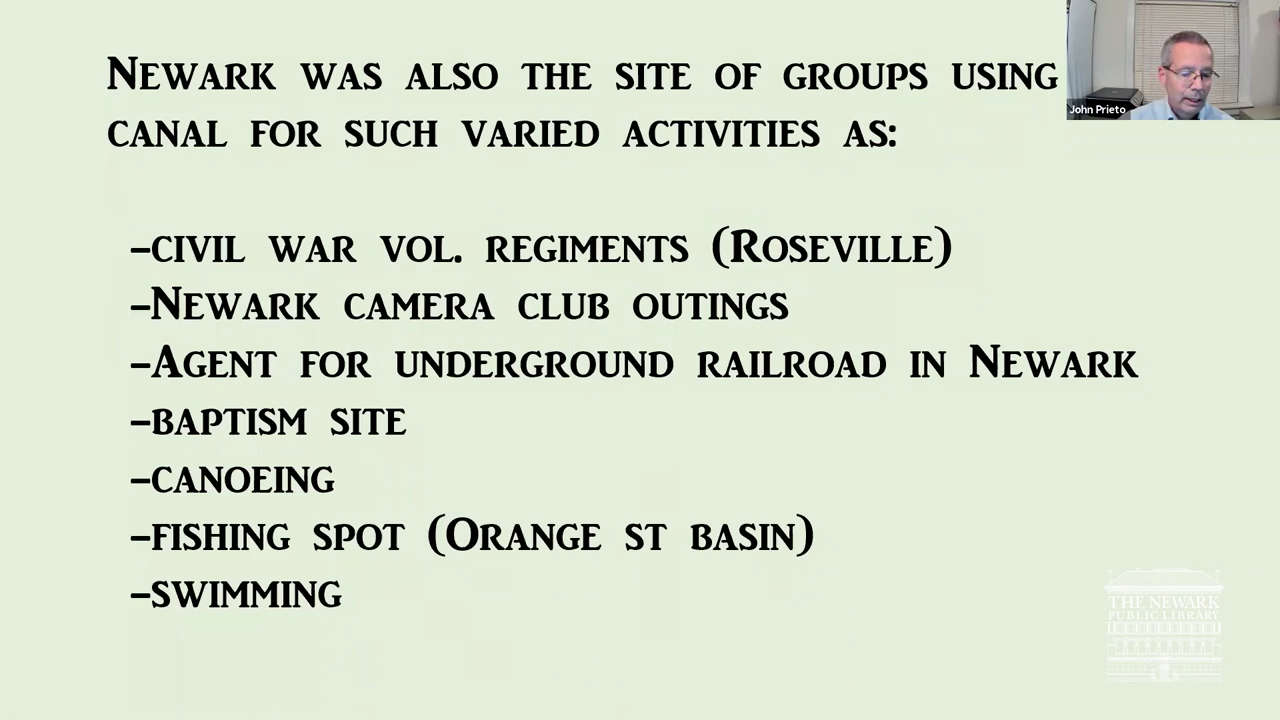 Newark was also the site of groups using
canal for such varied activities as:
John Prieto
-civil war vol. regiments (Roseville)
-Newark camera club outings
-Agent for underground railroad in Newark
-baptism site
-canoeing
-fishing spot (Orange st basin)
-swimming
THE NEWARK
PUBLIC LIBRARY